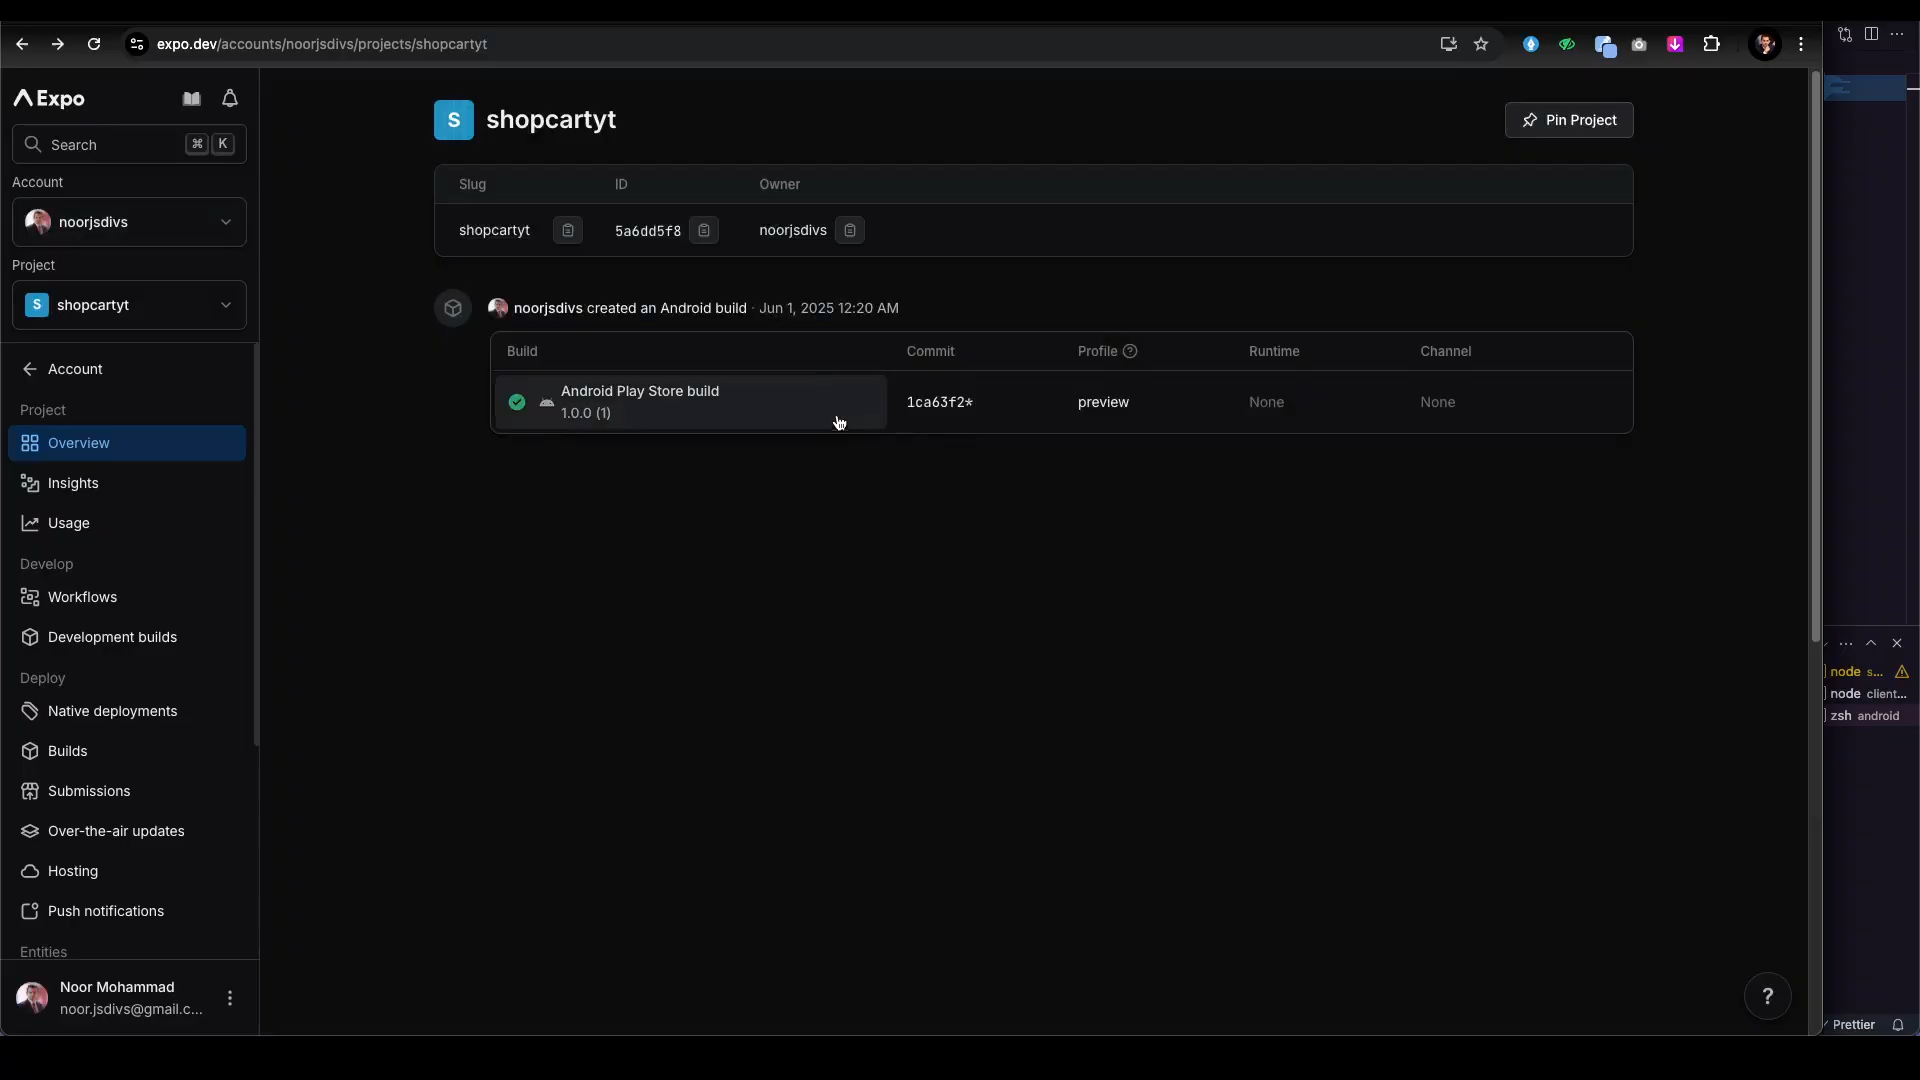 expo.dev/accounts/noorjsdivs/projects/shopcartyt
Expo
Search
⌘ K
Account
noorjsdivs
Project
S shopcartyt
Account
Project
Overview
Insights
Usage
Develop
Workflows
Development builds
Deploy
Native deployments
Builds
Submissions
Over-the-air updates
Hosting
Push notifications
Entities
Noor Mohammad
noor.jsdivs@gmail.c...
S shopcartyt
Pin Project
Slug ID Owner
shopcartyt 5a6dd5f8 noorjsdivs
noorjsdivs created an Android build · Jun 1, 2025 12:20 AM
Build Commit Profile Runtime Channel
Android Play Store build
1.0.0 (1)
1ca63f2* preview None None
?
node s...
node client...
zsh android
Prettier